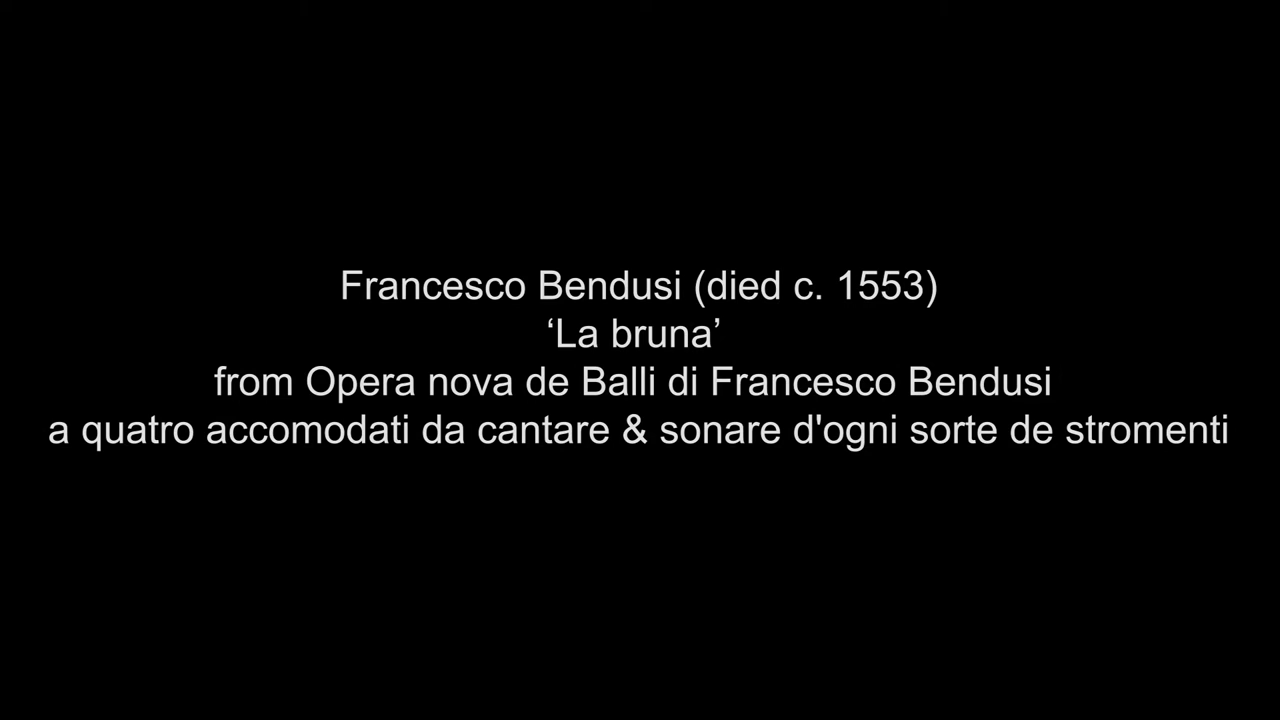 Francesco Bendusi (died c. 1553)
‘La bruna’
from Opera nova de Balli di Francesco Bendusi
a quatro accomodati da cantare & sonare d'ogni sorte de stromenti